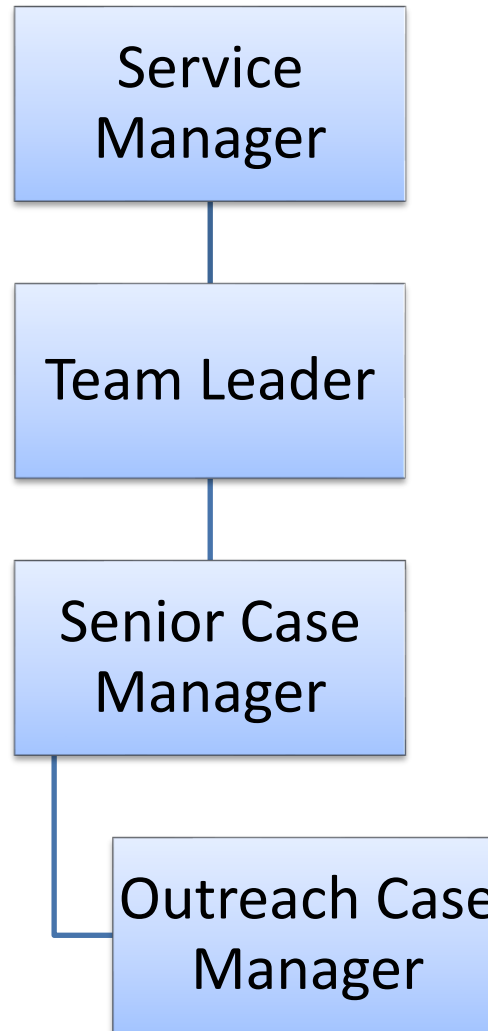 Service
Manager
Team Leader
Senior Case
Manager
Outreach Case
Manager